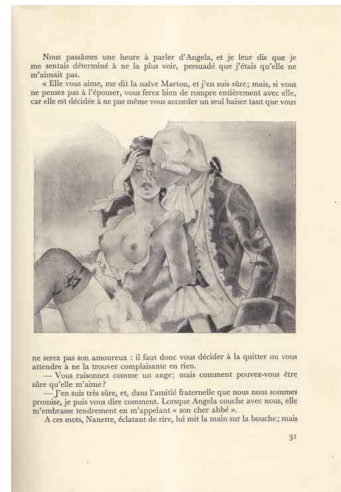 Nous passâmes une heure à parler d'Angela, et je leur dis que je
me sentais déterminé à ne la plus voir, persuadé que j'étais qu'elle ne
m'aimait pas.
« Elle vous aime, me dit la naïve Marton, et j'en suis sûre; mais, si vous
ne pensez pas à l'épouser, vous ferez bien de rompre entièrement avec elle,
car elle est décidée à ne pas même vous accorder un seul baiser tant que vous
ne serez pas son amoureux : il faut donc vous décider à la quitter ou vous
attendre à ne la trouver complaisante en rien.
— Vous raisonnez comme un ange; mais comment pouvez-vous être
sûre qu'elle m'aime?
— J'en suis très sûre, et, dans l'amitié fraternelle que nous nous sommes
promise, je puis vous dire comment. Lorsque Angela couche avec nous, elle
m'embrasse tendrement en m'appelant « son cher abbé ».
A ces mots, Nanette, éclatant de rire, lui mit la main sur la bouche; mais
31